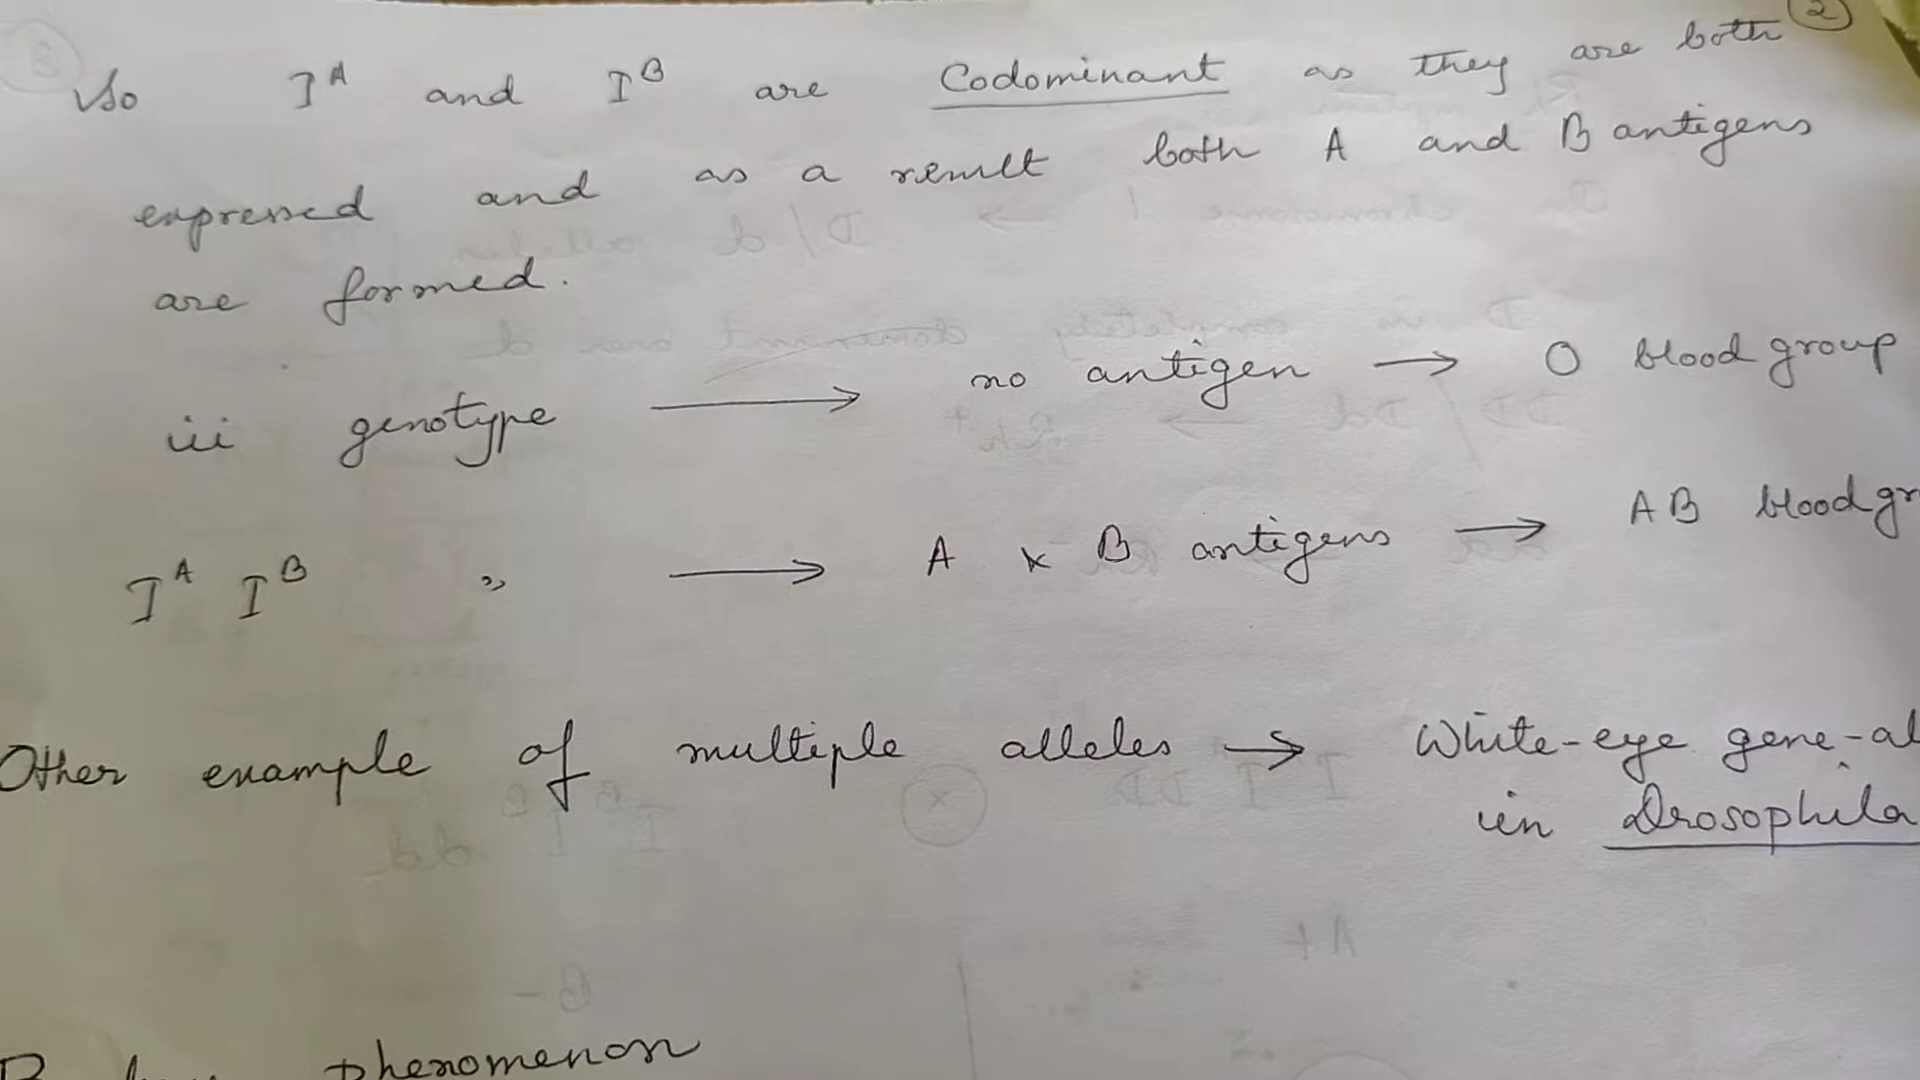 2
So I^A and I^B are Codominant as they are both
expressed and as a result both A and B antigens
are formed.
ii genotype → no antigen → O blood group
I^A I^B " → A & B antigens → AB blood gr
Other example of multiple alleles → White-eye gene-al
in Drosophila
phenomenon